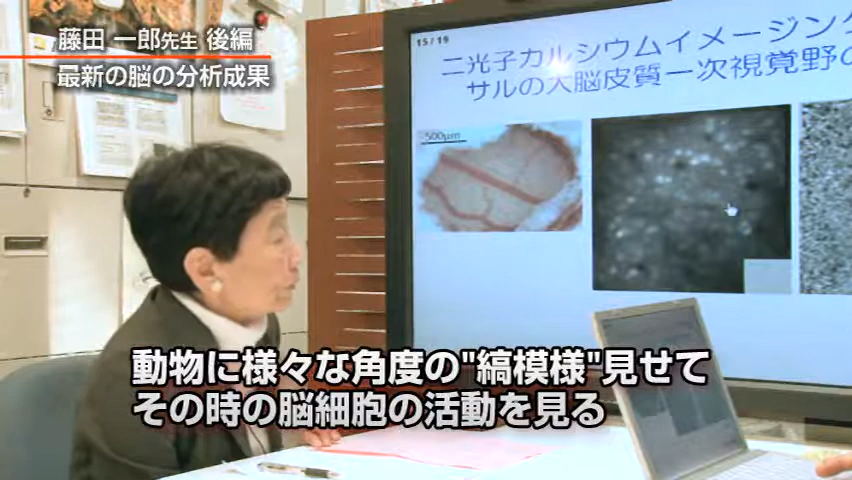 藤田 一郎先生 後編
最新の脳の分析成果
15/19
二光子カルシウムイメージング
サルの大脳皮質一次視覚野の
500μm
動物に様々な角度の"縞模様"見せて
その時の脳細胞の活動を見る